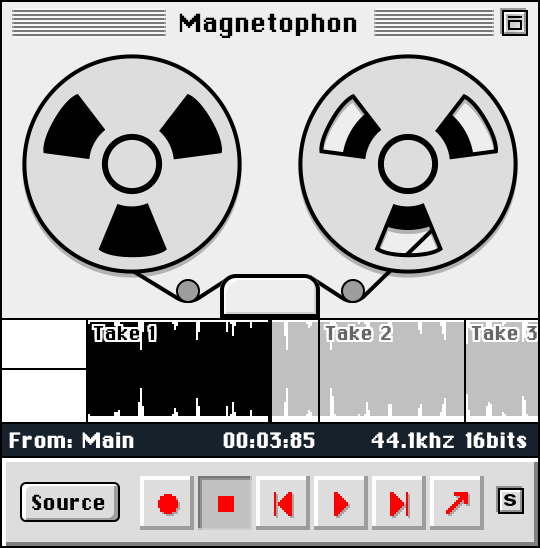 Magnetophon
Take 1 Take 2 Take 3
From: Main 00:03:85 44.1khz 16bits
Source S